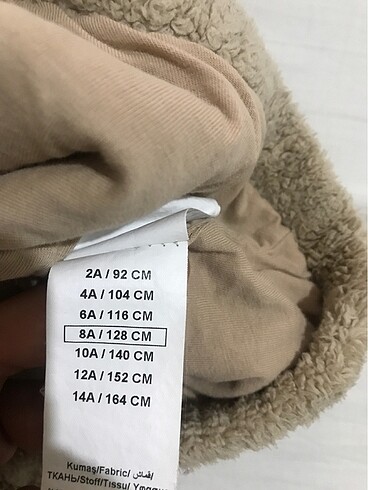 2A / 92 CM
4A / 104 CM
6A / 116 CM
8A / 128 CM
10A / 140 CM
12A / 152 CM
14A / 164 CM
Kumaş/Fabric/قماش/
ТКАНЬ/Stoff/Tissu/